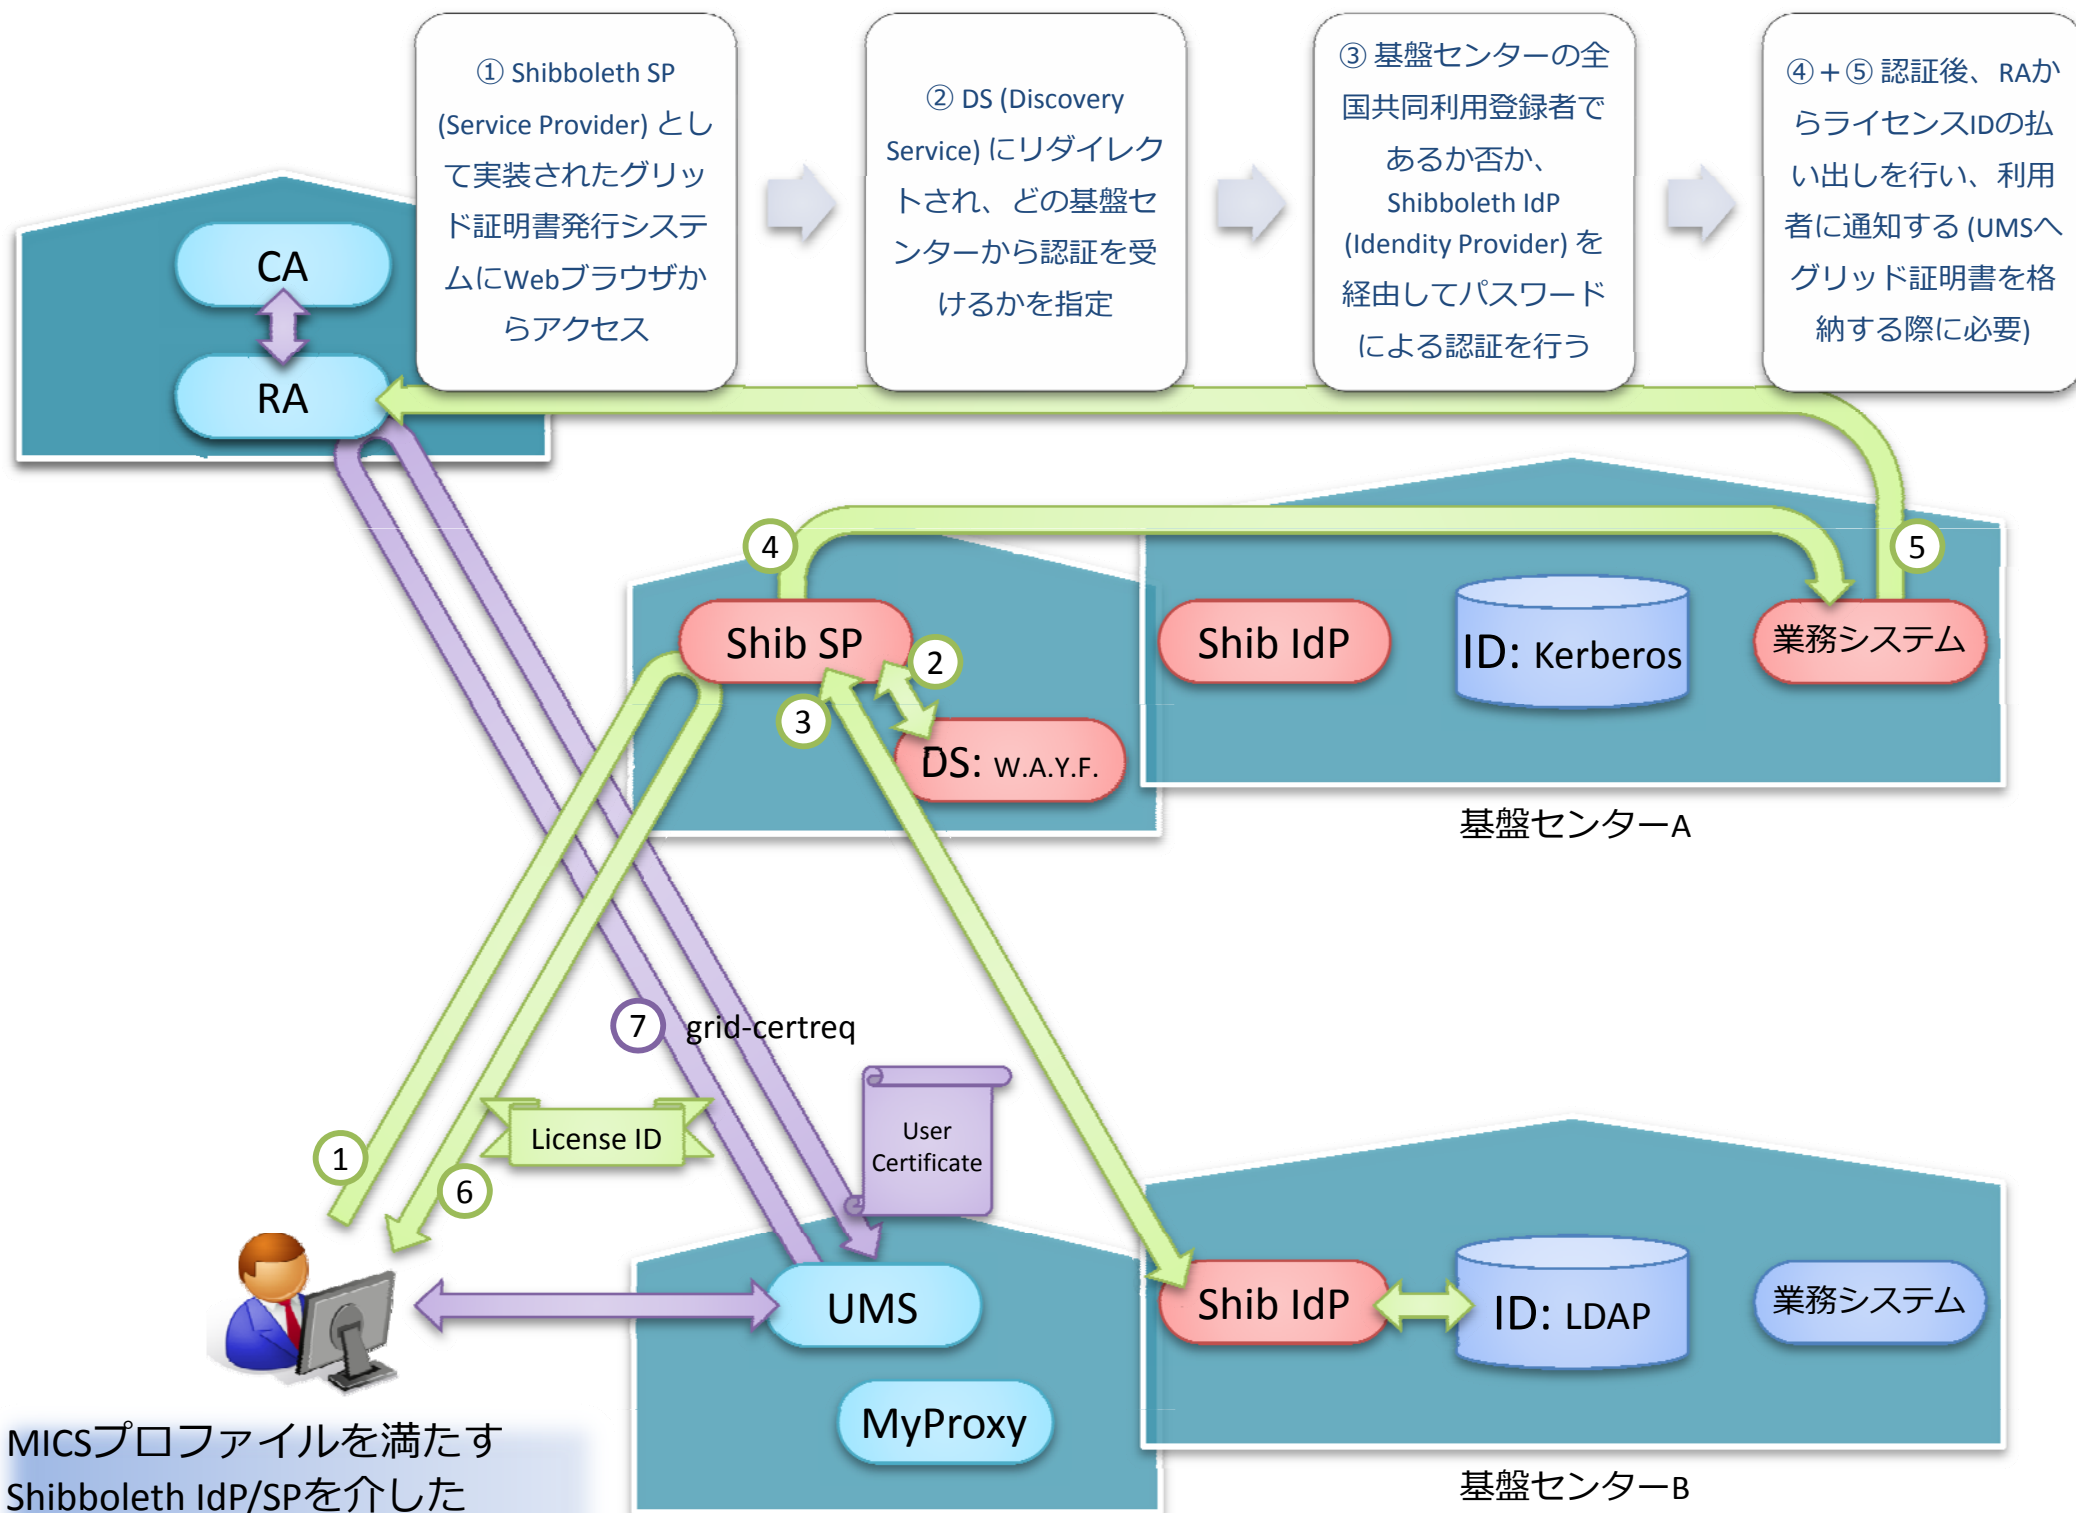 ① Shibboleth SP
(Service Provider) とし
て実装されたグリッ
ド証明書発行システ
ムにWebブラウザか
らアクセス
② DS (Discovery
Service) にリダイレク
トされ、どの基盤セ
ンターから認証を受
けるかを指定
③ 基盤センターの全
国共同利用登録者で
あるか否か、
Shibboleth IdP
(Idendity Provider) を
経由してパスワード
による認証を行う
④+⑤ 認証後、RAか
らライセンスIDの払
い出しを行い、利用
者に通知する (UMSへ
グリッド証明書を格
納する際に必要)
CA
RA
4
5
Shib SP
2
3
DS: W.A.Y.F.
Shib IdP
ID: Kerberos
業務システム
基盤センターA
7 grid-certreq
User
Certificate
License ID
1
6
UMS
MyProxy
Shib IdP
ID: LDAP
業務システム
基盤センターB
MICSプロファイルを満たす
Shibboleth IdP/SPを介した